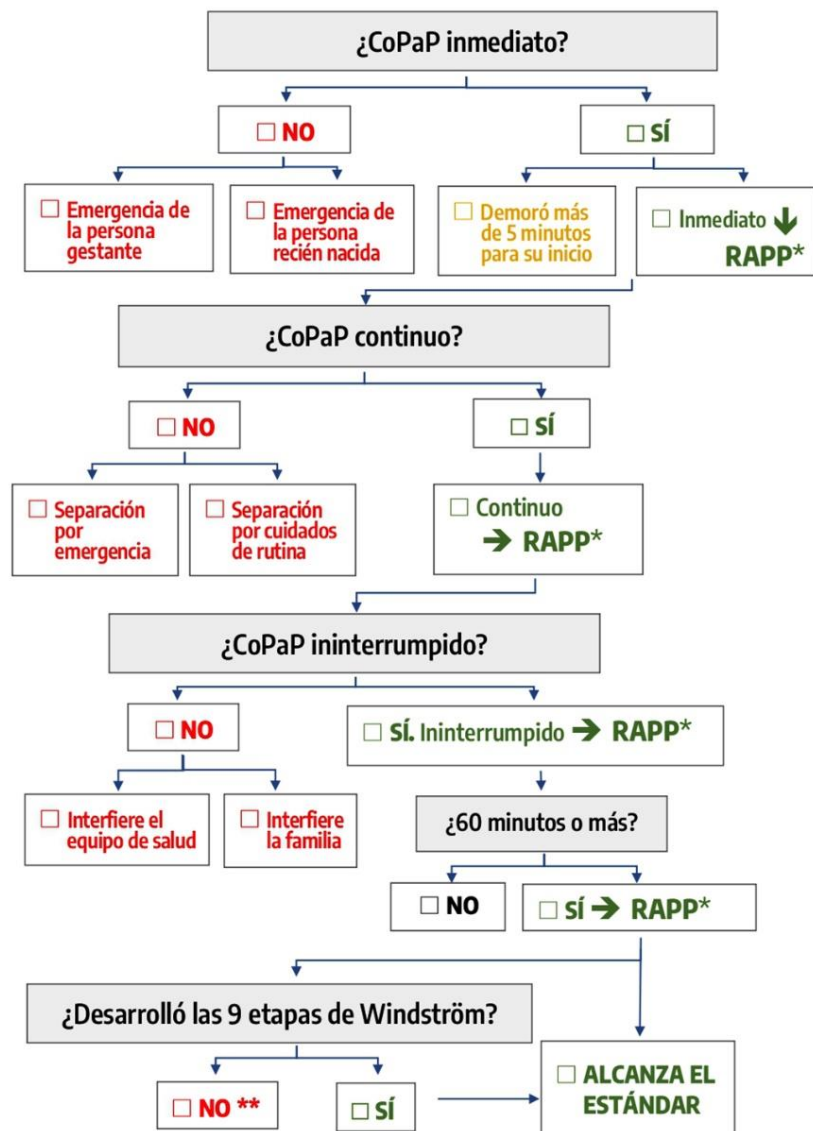 ¿CoPaP inmediato?
☐ NO
☐ SÍ
☐ Emergencia de
la persona
gestante
☐ Emergencia de
la persona
recién nacida
☐ Demoró más
de 5 minutos
para su inicio
☐ Inmediato ↓
RAPP*
¿CoPaP continuo?
☐ NO
☐ SÍ
☐ Separación
por
emergencia
☐ Separación
por cuidados
de rutina
☐ Continuo
→ RAPP*
¿CoPaP ininterrumpido?
☐ NO
☐ SÍ. Ininterrumpido → RAPP*
☐ Interfiere el
equipo de salud
☐ Interfiere
la familia
¿60 minutos o más?
☐ NO
☐ SÍ → RAPP*
¿Desarrolló las 9 etapas de Windström?
☐ NO **
☐ SÍ
☐ ALCANZA EL
ESTÁNDAR